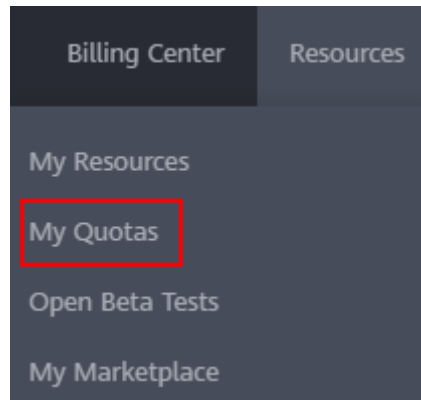 Billing Center Resources
My Resources
My Quotas
Open Beta Tests
My Marketplace